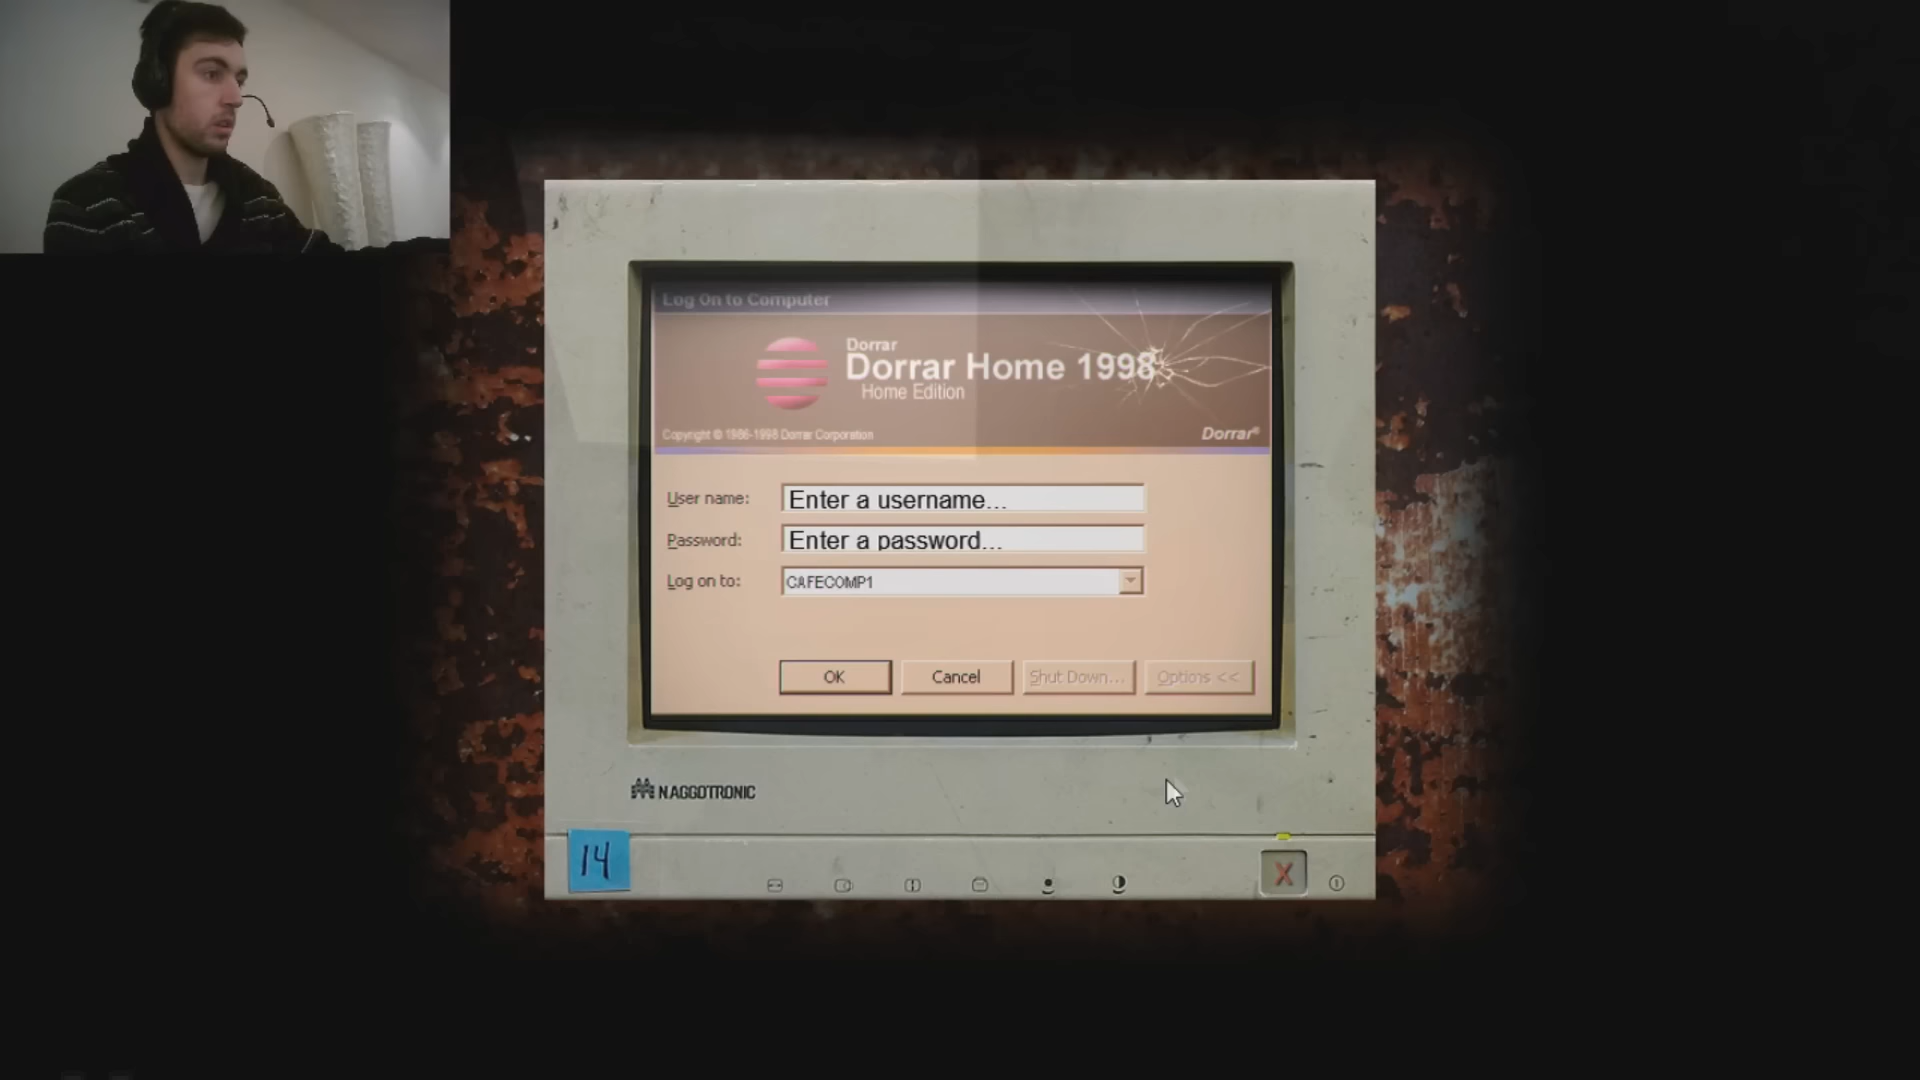 Log On to Computer
Dorrar
Dorrar Home 1998
Home Edition
Copyright © 1986-1998 Dorrar Corporation
Dorrar®
User name: Enter a username...
Password: Enter a password...
Log on to: CAFECOMP1
OK Cancel Shut Down... Options <<
NAGGOTRONIC
14
X